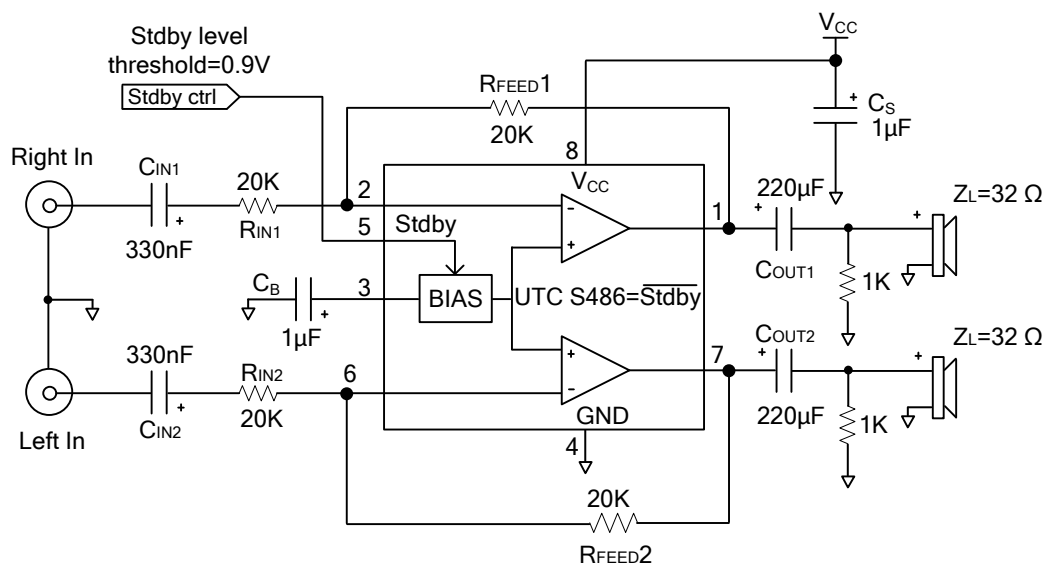 Stdby level
threshold=0.9V
Stdby ctrl
VCC
RFEED1
20K
CS
1µF
+
Right In
CIN1
20K
2
8
VCC
220µF
ZL=32 Ω
330nF
+
RIN1
5
Stdby
-
+
1
+
COUT1
+
1K
CB
3
BIAS
UTC S486=Stdby
1µF
+
330nF
RIN2
6
+
-
7
COUT2
+
+
ZL=32 Ω
CIN2
+
20K
GND
4
220µF
1K
Left In
20K
RFEED2